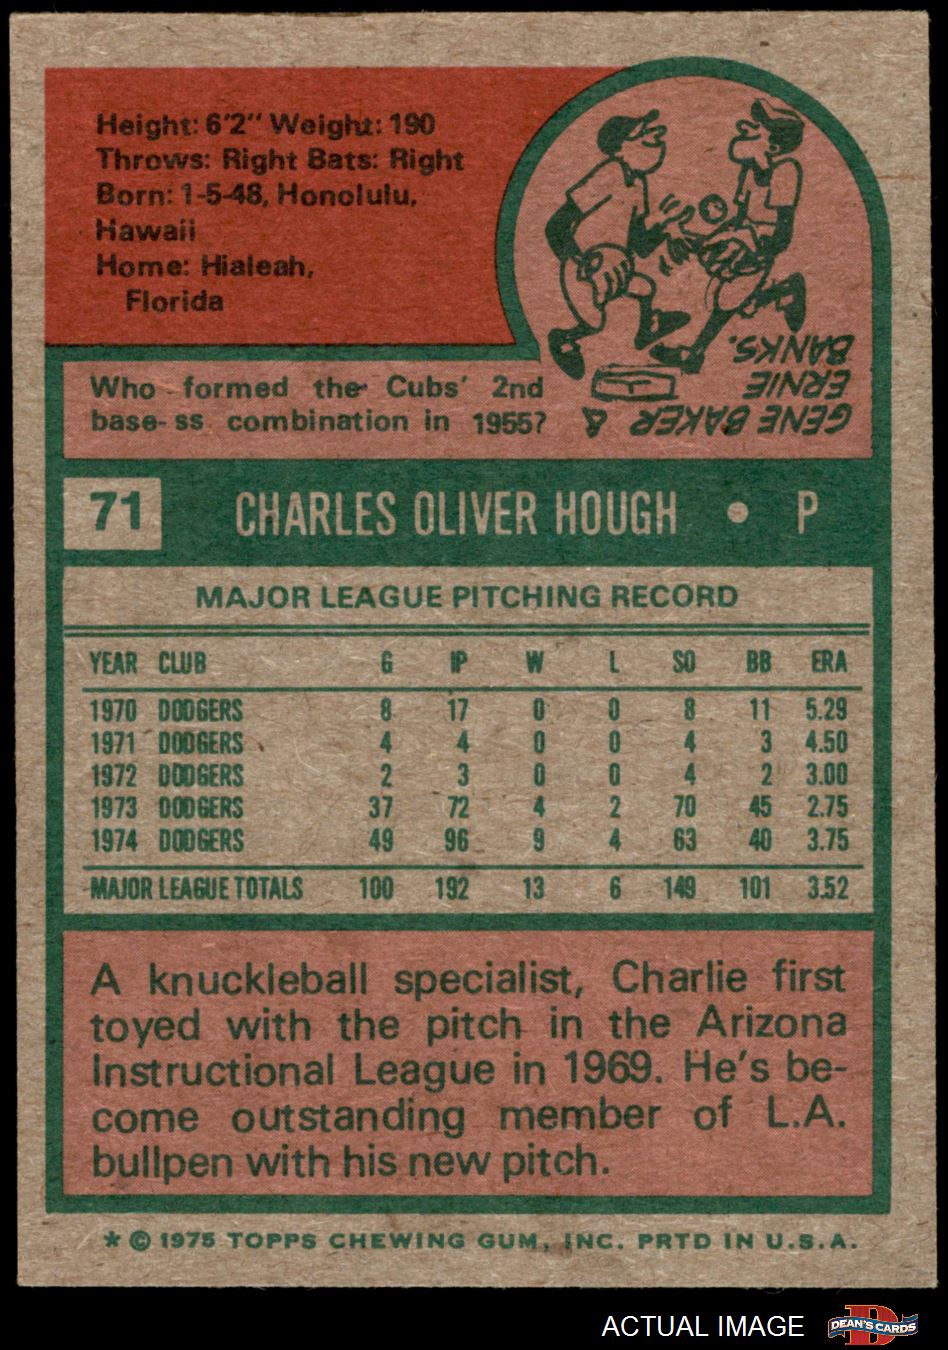 Height: 6'2" Weight: 190
Throws: Right Bats: Right
Born: 1-5-48, Honolulu,
Hawaii
Home: Hialeah,
Florida
Who formed the Cubs' 2nd
base-ss combination in 1955?
GENE BAKER &
ERNIE
BANKS.
71 CHARLES OLIVER HOUGH • P
MAJOR LEAGUE PITCHING RECORD
YEAR CLUB G IP W L SO BB ERA
1970 DODGERS 8 17 0 0 8 11 5.29
1971 DODGERS 4 4 0 0 4 3 4.50
1972 DODGERS 2 3 0 0 4 2 3.00
1973 DODGERS 37 72 4 2 70 45 2.75
1974 DODGERS 49 96 9 4 63 40 3.75
MAJOR LEAGUE TOTALS 100 192 13 6 149 101 3.52
A knuckleball specialist, Charlie first
toyed with the pitch in the Arizona
Instructional League in 1969. He's be-
come outstanding member of L.A.
bullpen with his new pitch.
* © 1975 TOPPS CHEWING GUM, INC. PRTD IN U.S.A.
ACTUAL IMAGE
DEAN'S CARDS